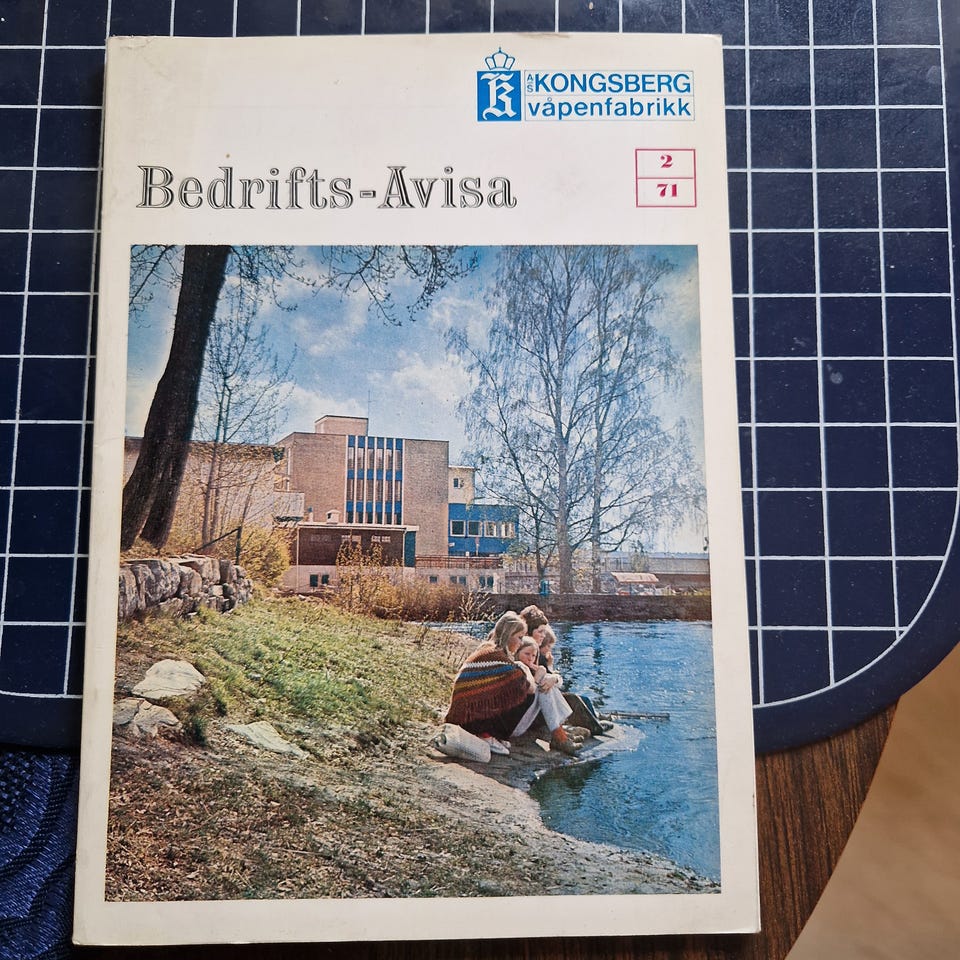 A/S KONGSBERG
våpenfabrikk
Bedrifts-Avisa
2
71